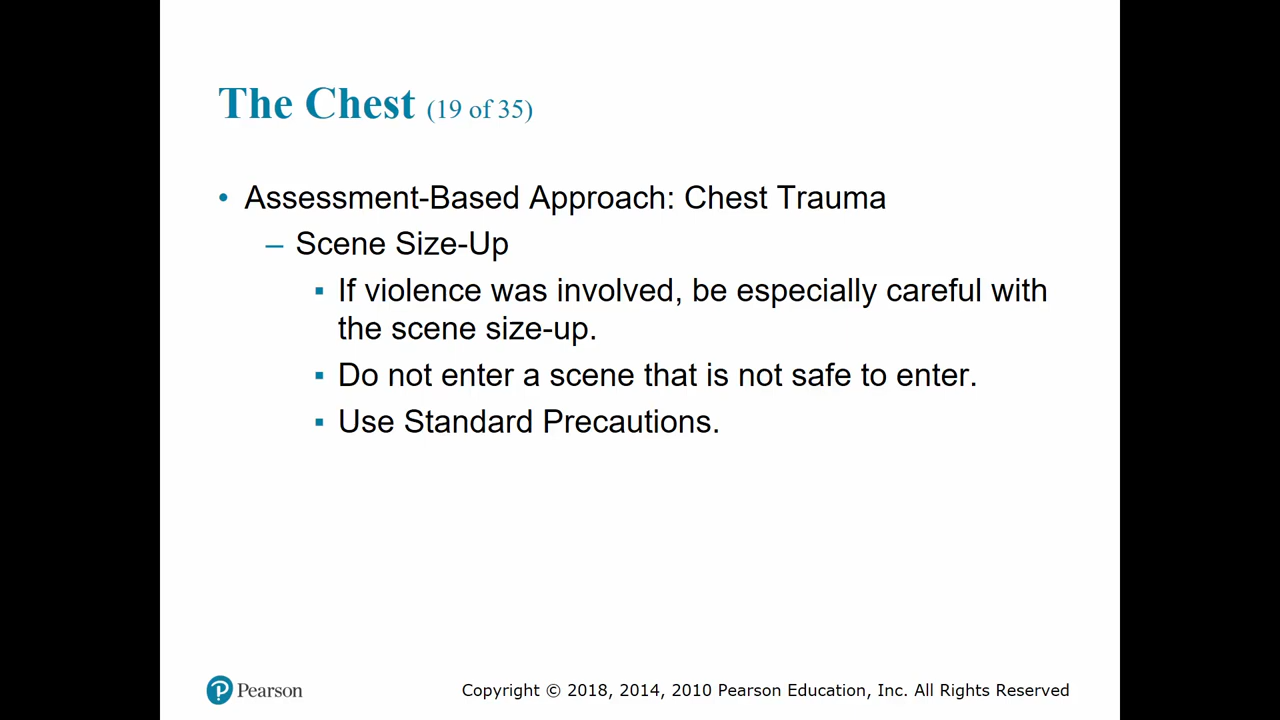 The Chest (19 of 35)
• Assessment-Based Approach: Chest Trauma
– Scene Size-Up
▪ If violence was involved, be especially careful with
the scene size-up.
▪ Do not enter a scene that is not safe to enter.
▪ Use Standard Precautions.
P Pearson
Copyright © 2018, 2014, 2010 Pearson Education, Inc. All Rights Reserved